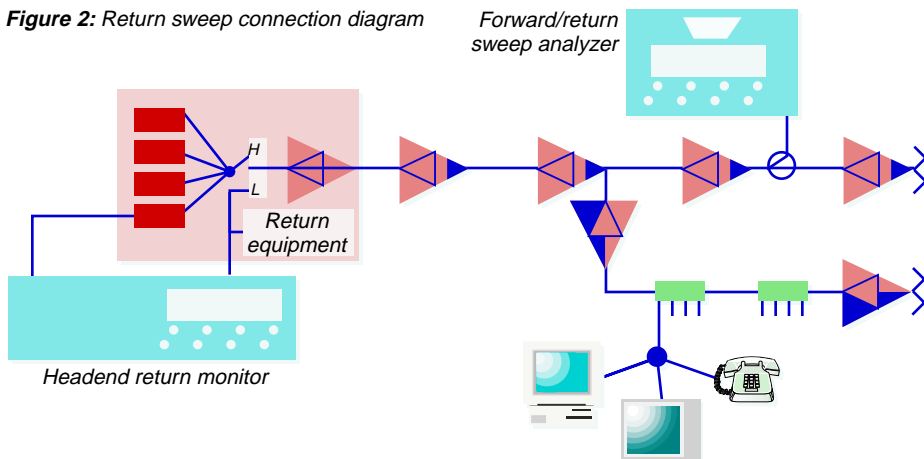 Figure 2: Return sweep connection diagram
Forward/return
sweep analyzer
H
L
Return
equipment
Headend return monitor